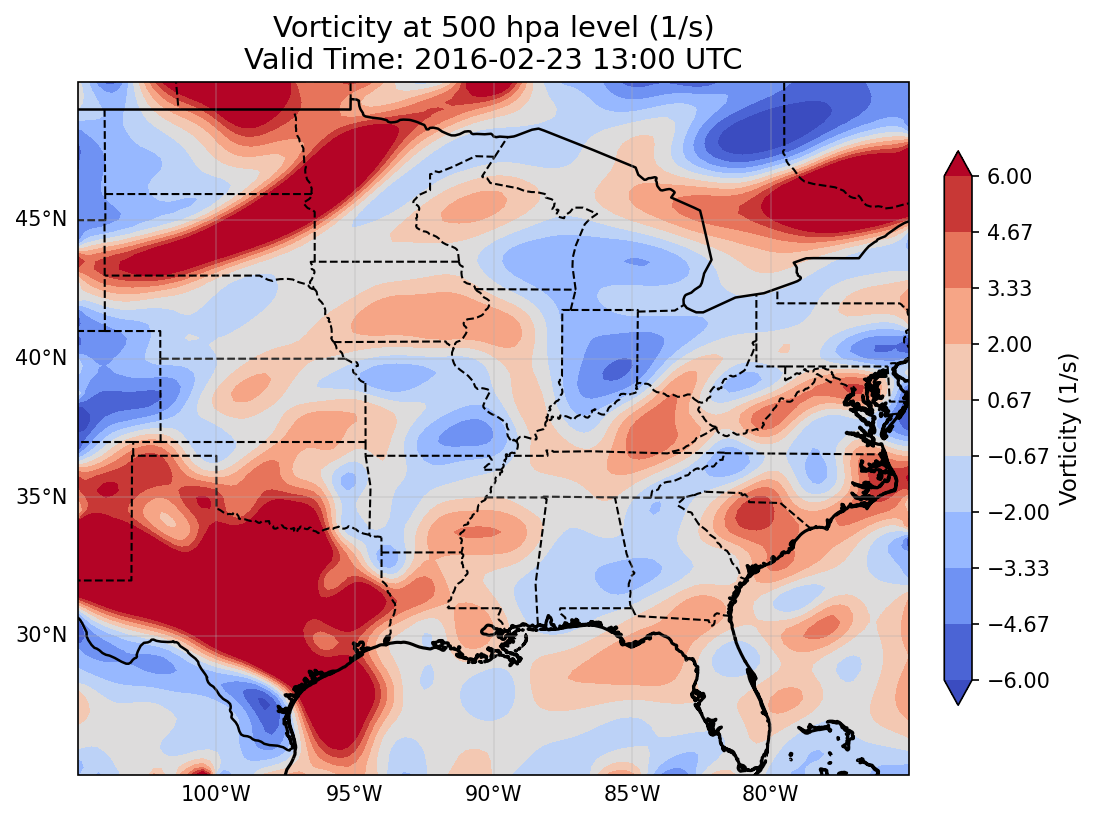 Vorticity at 500 hpa level (1/s)
Valid Time: 2016-02-23 13:00 UTC
45°N
40°N
35°N
30°N
100°W
95°W
90°W
85°W
80°W
6.00
4.67
3.33
2.00
0.67
−0.67
−2.00
−3.33
−4.67
−6.00
Vorticity (1/s)